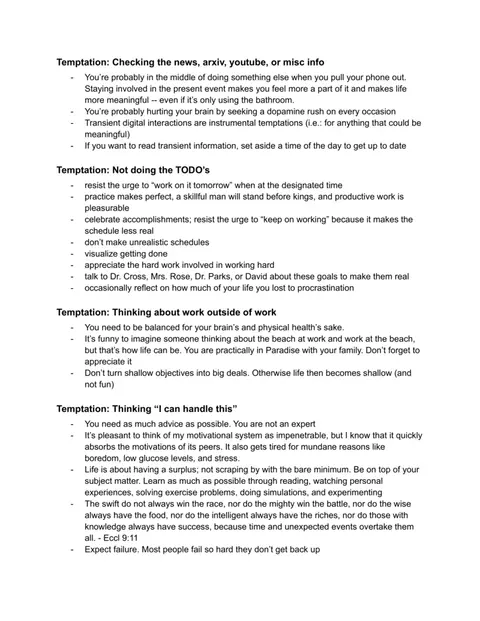 Temptation: Checking the news, arxiv, youtube, or misc info
- You're probably in the middle of doing something else when you pull your phone out.
Staying involved in the present event makes you feel more a part of it and makes life
more meaningful -- even if it's only using the bathroom.
- You're probably hurting your brain by seeking a dopamine rush on every occasion
- Transient digital interactions are instrumental temptations (i.e.: for anything that could be
meaningful)
- If you want to read transient information, set aside a time of the day to get up to date
Temptation: Not doing the TODO's
- resist the urge to "work on it tomorrow" when at the designated time
- practice makes perfect, a skillful man will stand before kings, and productive work is
pleasurable
- celebrate accomplishments; resist the urge to "keep on working" because it makes the
schedule less real
- don't make unrealistic schedules
- visualize getting done
- appreciate the hard work involved in working hard
- talk to Dr. Cross, Mrs. Rose, Dr. Parks, or David about these goals to make them real
- occasionally reflect on how much of your life you lost to procrastination
Temptation: Thinking about work outside of work
- You need to be balanced for your brain's and physical health's sake.
- It's funny to imagine someone thinking about the beach at work and work at the beach,
but that's how life can be. You are practically in Paradise with your family. Don't forget to
appreciate it
- Don't turn shallow objectives into big deals. Otherwise life then becomes shallow (and
not fun)
Temptation: Thinking "I can handle this"
- You need as much advice as possible. You are not an expert
- It's pleasant to think of my motivational system as impenetrable, but I know that it quickly
absorbs the motivations of its peers. It also gets tired for mundane reasons like
boredom, low glucose levels, and stress.
- Life is about having a surplus; not scraping by with the bare minimum. Be on top of your
subject matter. Learn as much as possible through reading, watching personal
experiences, solving exercise problems, doing simulations, and experimenting
- The swift do not always win the race, nor do the mighty win the battle, nor do the wise
always have the food, nor do the intelligent always have the riches, nor do those with
knowledge always have success, because time and unexpected events overtake them
all. - Eccl 9:11
- Expect failure. Most people fail so hard they don't get back up